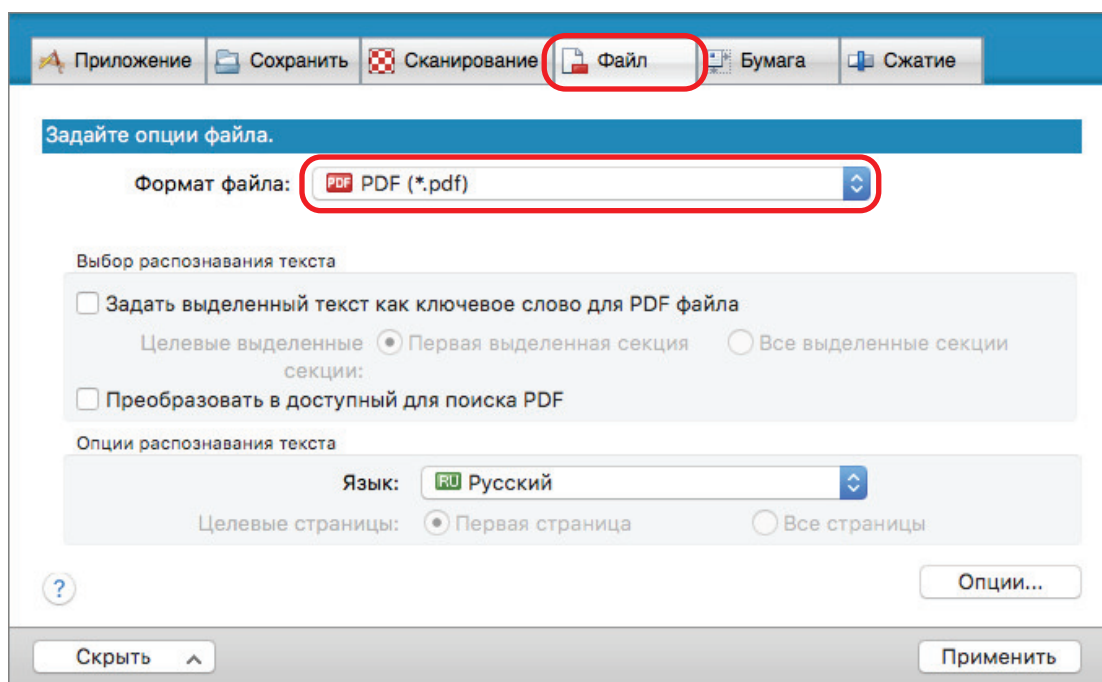 Приложение Сохранить Сканирование Файл Бумага Сжатие
Задайте опции файла.
Формат файла: PDF PDF (*.pdf)
Выбор распознавания текста
Задать выделенный текст как ключевое слово для PDF файла
Целевые выделенные секции: Первая выделенная секция Все выделенные секции
Преобразовать в доступный для поиска PDF
Опции распознавания текста
Язык: RU Русский
Целевые страницы: Первая страница Все страницы
? Опции...
Скрыть Применить